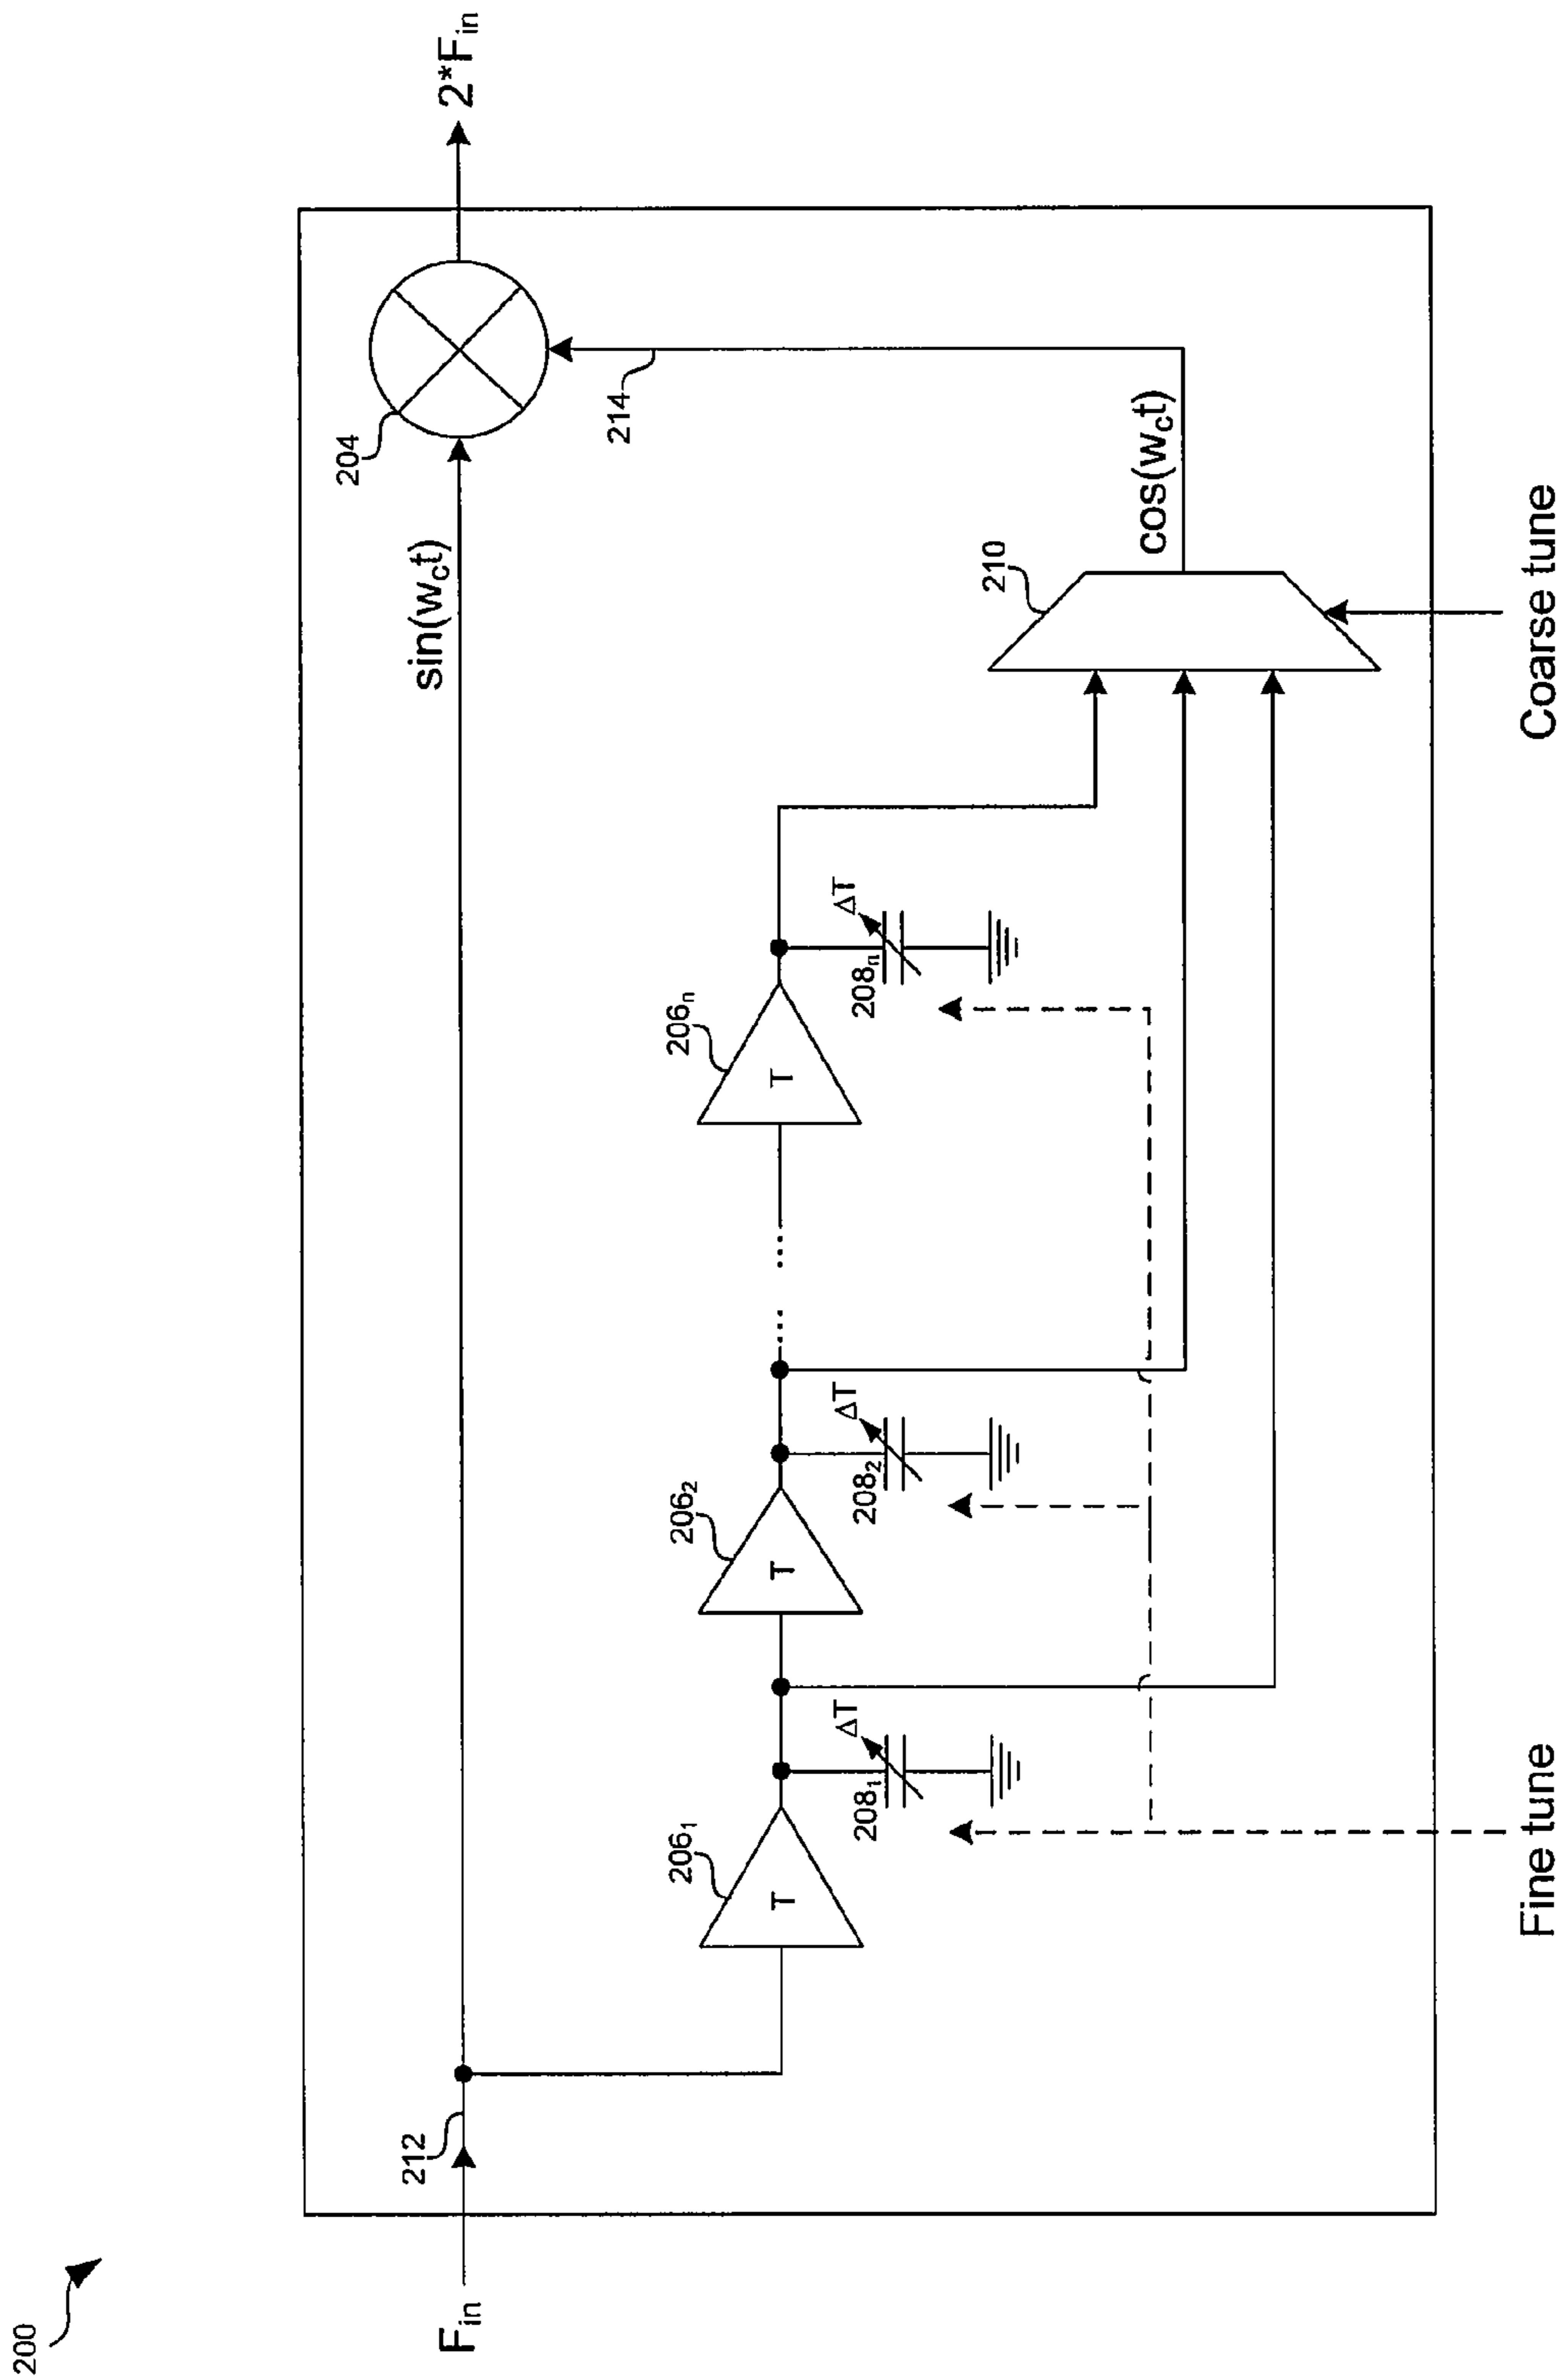 200
F_in
212
sin(w_ct)
204
2*F_in
214
206_1
T
208_1
ΔT
206_2
T
208_2
ΔT
....
....
206_n
T
208_n
ΔT
210
cos(w_ct)
Fine tune
Coarse tune